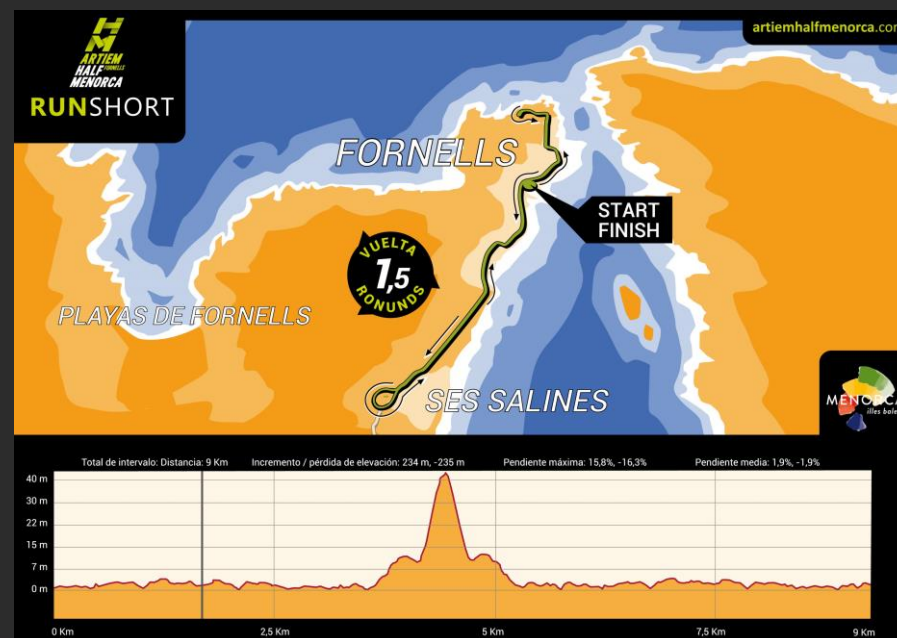 HM
ARTIEM
HALF FORNELLS
MENORCA
RUNSHORT
artiemhalfmenorca.com
FORNELLS
START
FINISH
VUELTA
1,5
RONUNDS
PLAYAS DE FORNELLS
SES SALINES
MENORCA
illes bale
Total de intervalo: Distancia: 9 Km Incremento / pérdida de elevación: 234 m, -235 m Pendiente máxima: 15,8%, -16,3% Pendiente media: 1,9%, -1,9%
40 m
30 m
22 m
15 m
7 m
0 m
0 Km 2,5 Km 5 Km 7,5 Km 9 Km